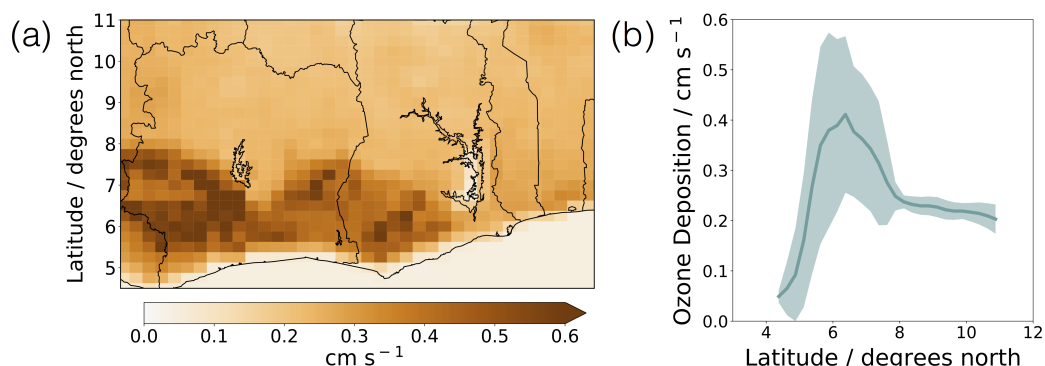 (a)
Latitude / degrees north
11
10
9
8
7
6
5
0.0 0.1 0.2 0.3 0.4 0.5 0.6
cm s⁻¹
(b)
Ozone Deposition / cm s⁻¹
0.6
0.5
0.4
0.3
0.2
0.1
0.0
4 6 8 10 12
Latitude / degrees north